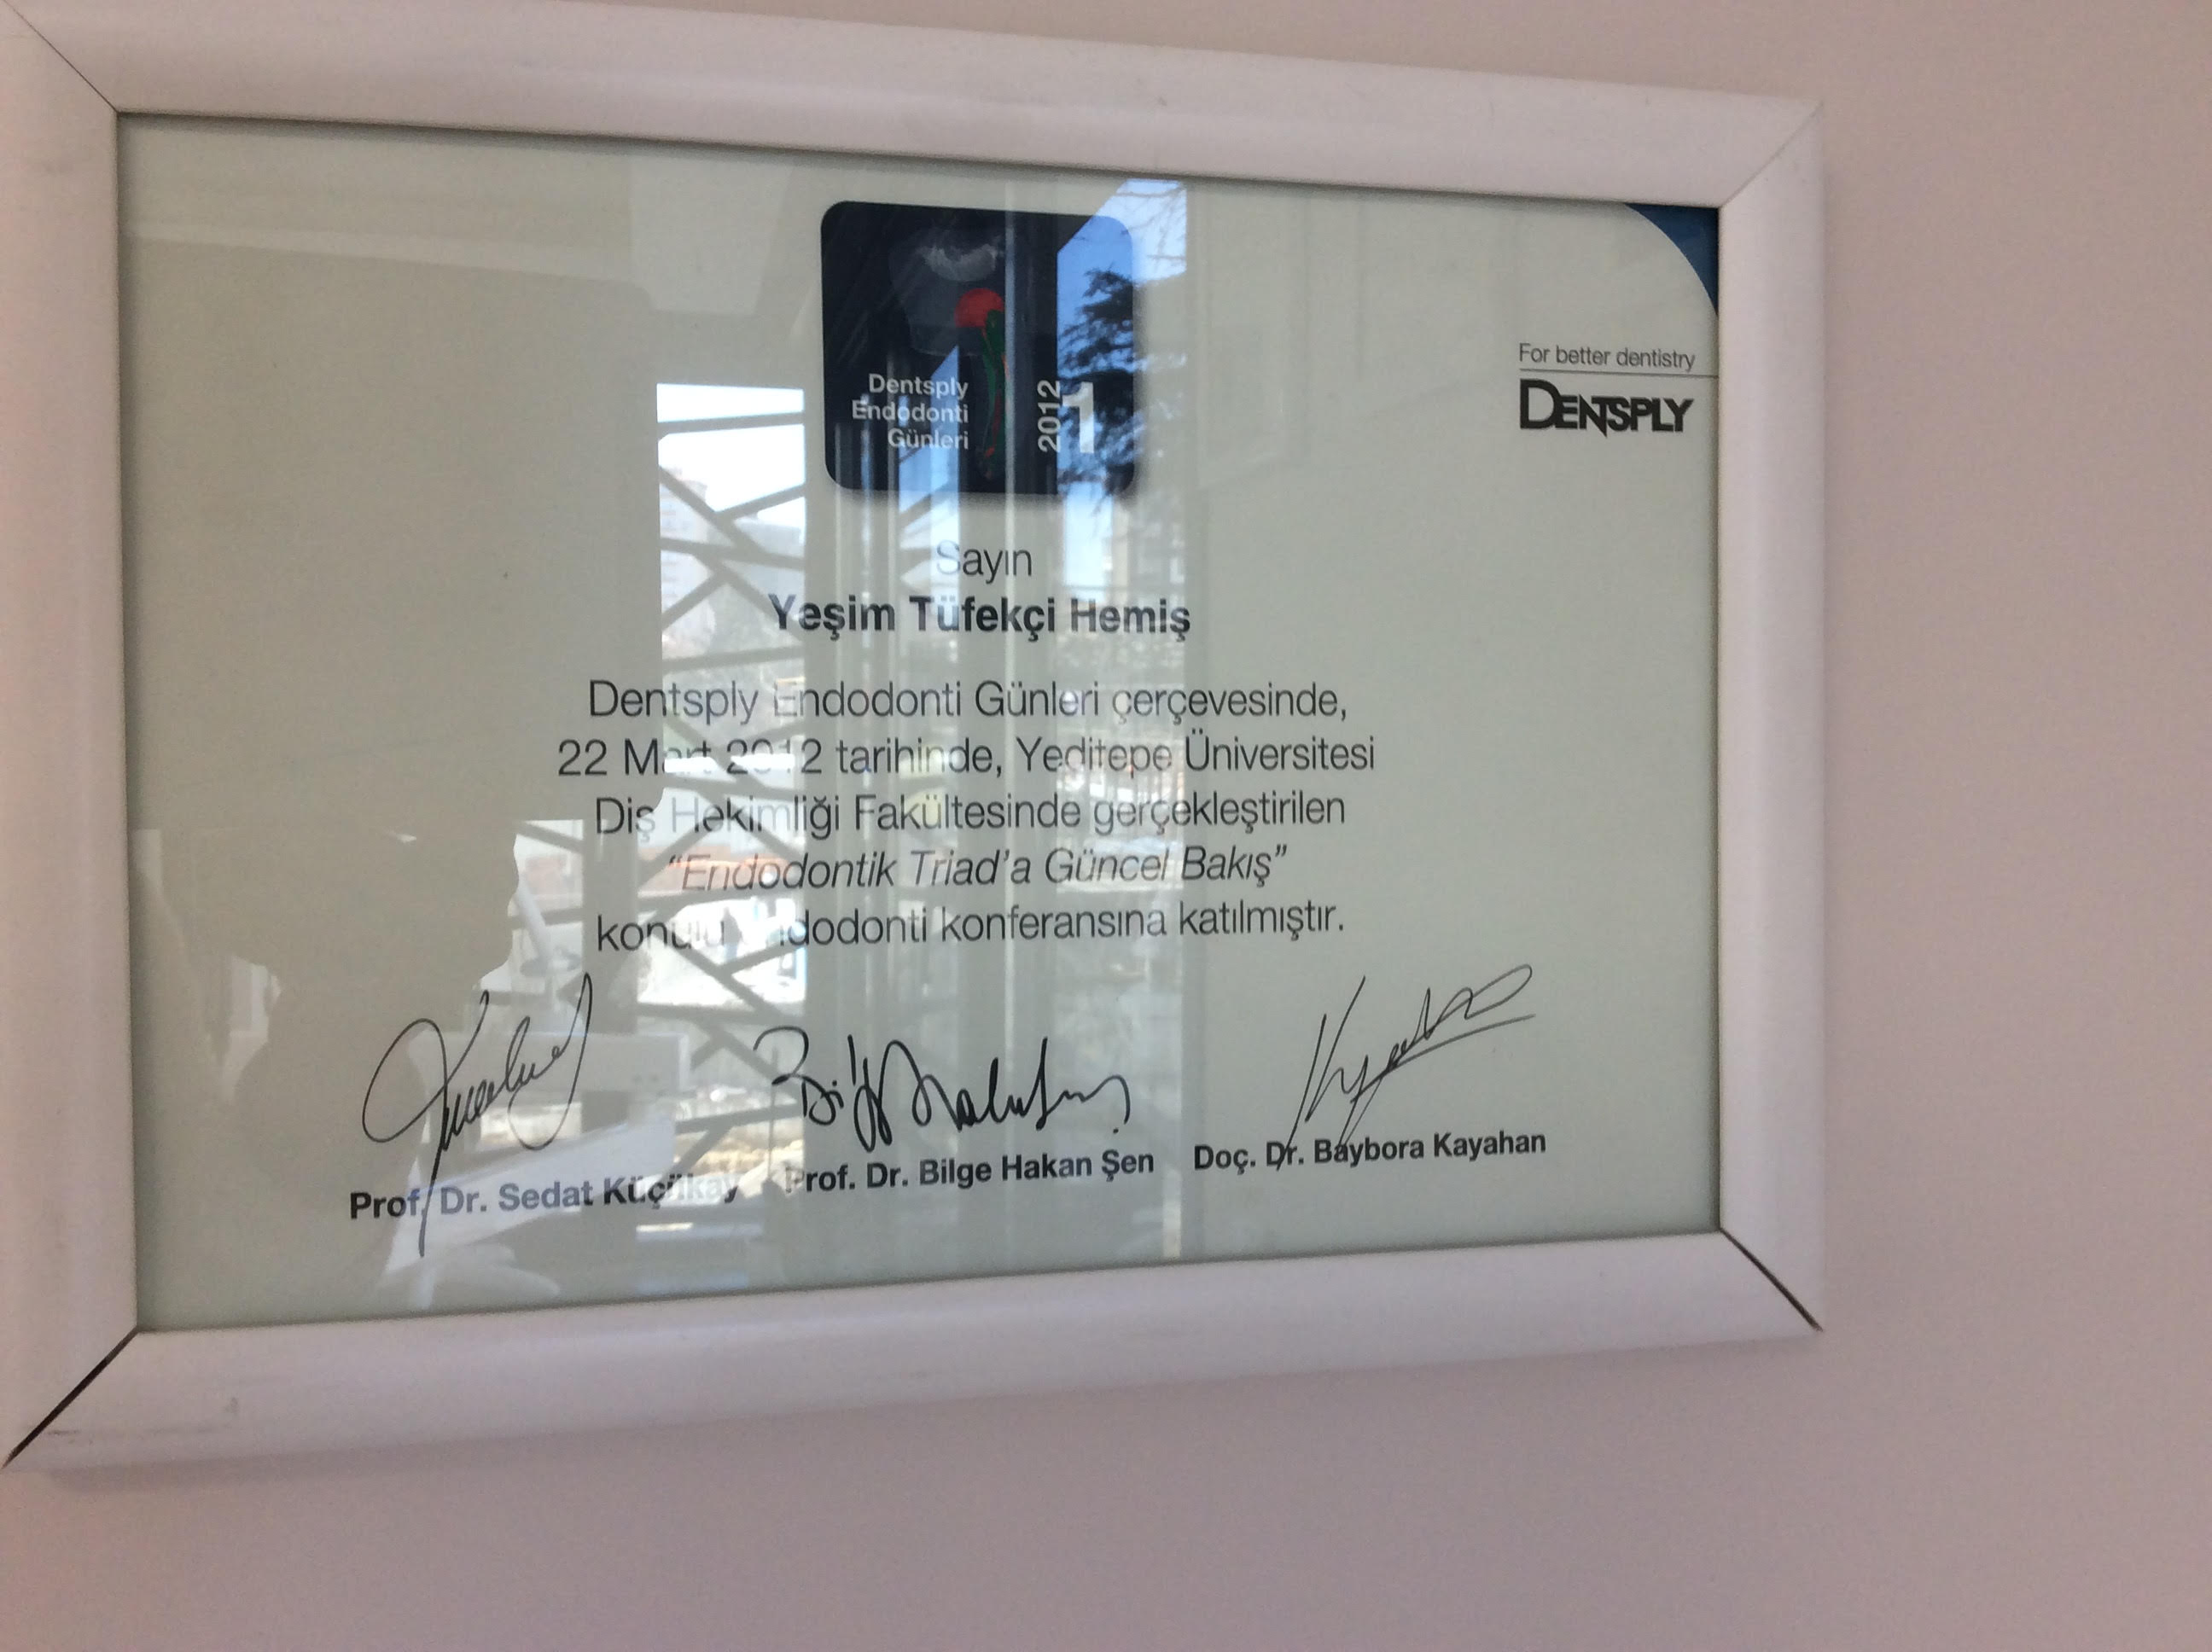 Dentsply
Endodonti
Günleri
2012
1
For better dentistry
DENTSPLY
Sayın
Yeşim Tüfekçi Hemiş
Dentsply Endodonti Günleri çerçevesinde,
22 Mart 2012 tarihinde, Yeditepe Üniversitesi
Diş Hekimliği Fakültesinde gerçekleştirilen
“Endodontik Triad’a Güncel Bakış”
konulu endodonti konferansına katılmıştır.
Prof. Dr. Sedat Küçükay
Prof. Dr. Bilge Hakan Şen
Doç. Dr. Baybora Kayahan